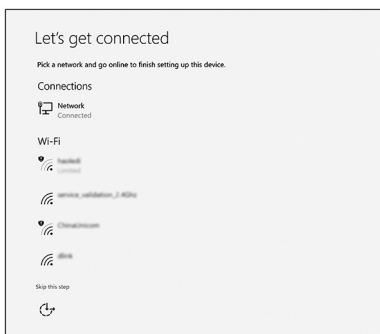 Let's get connected
Pick a network and go online to finish setting up this device.
Connections
Network
Connected
Wi-Fi
Limited
service_validation_2.4Ghz
ChinaUnicom
dlink
Skip this step